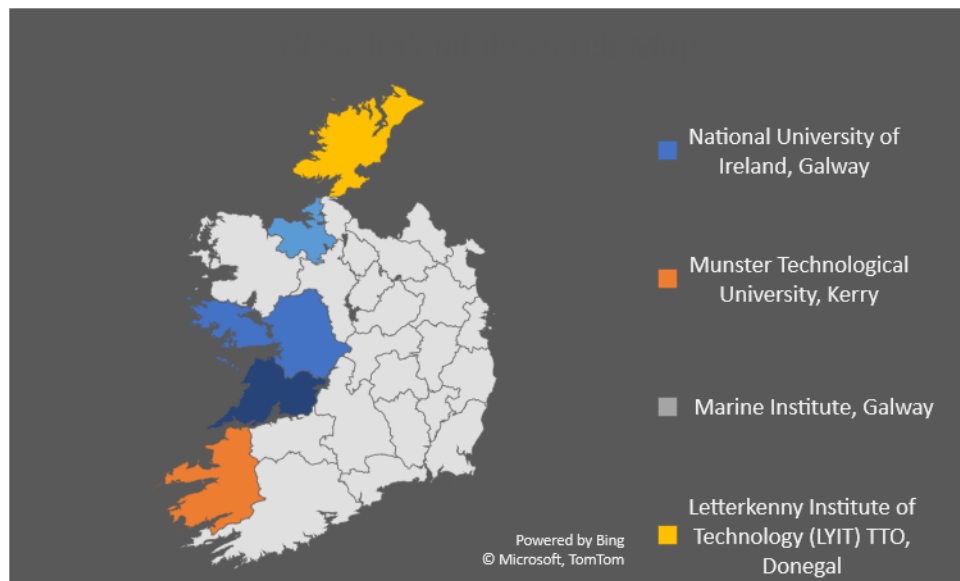 National University of
Ireland, Galway
Munster Technological
University, Kerry
Marine Institute, Galway
Letterkenny Institute of
Technology (LYIT) TTO,
Donegal
Powered by Bing
© Microsoft, TomTom